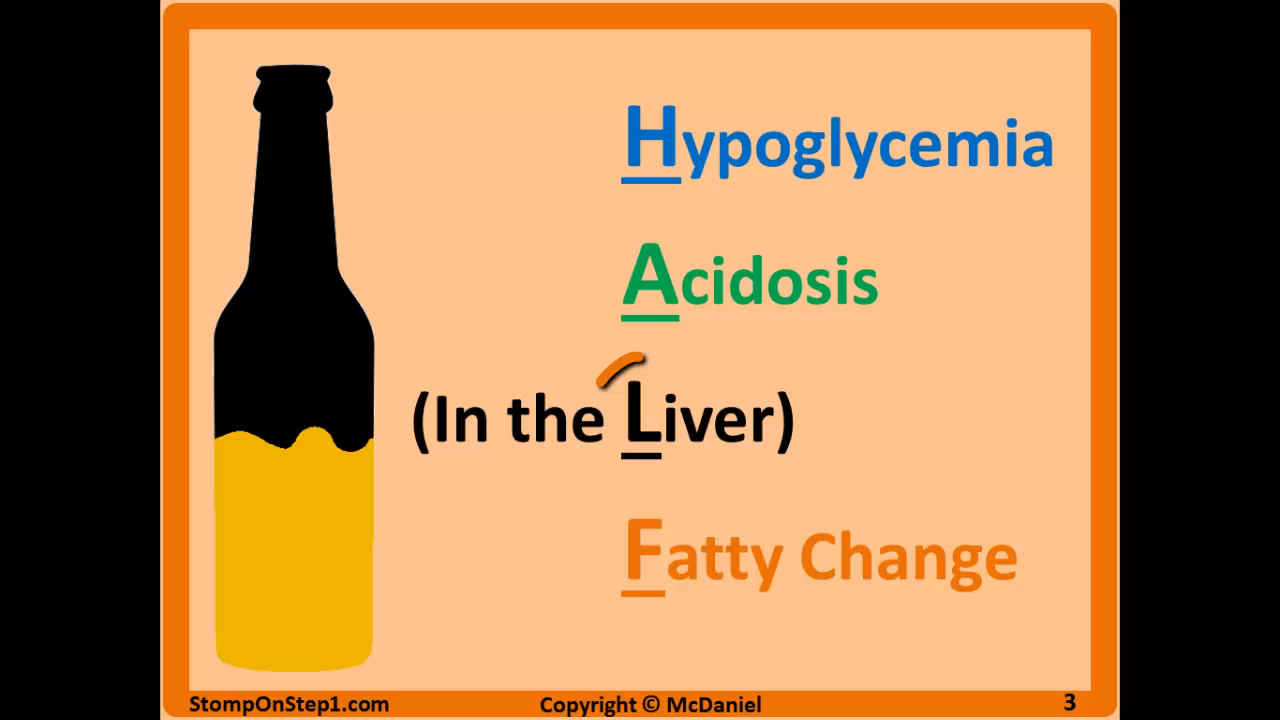 Hypoglycemia
Acidosis
(In the Liver)
Fatty Change
StompOnStep1.com Copyright © McDaniel 3